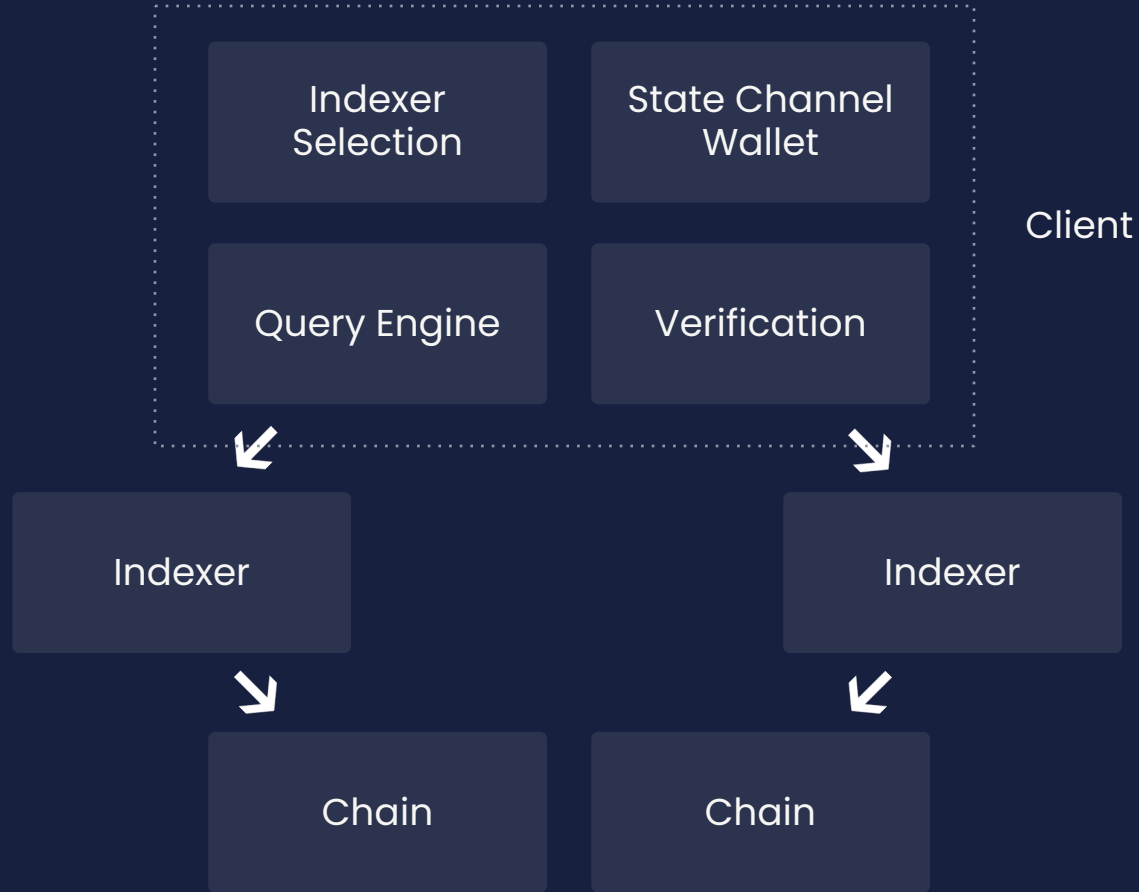 Indexer
Selection
State Channel
Wallet
Client
Query Engine
Verification
Indexer
Indexer
Chain
Chain